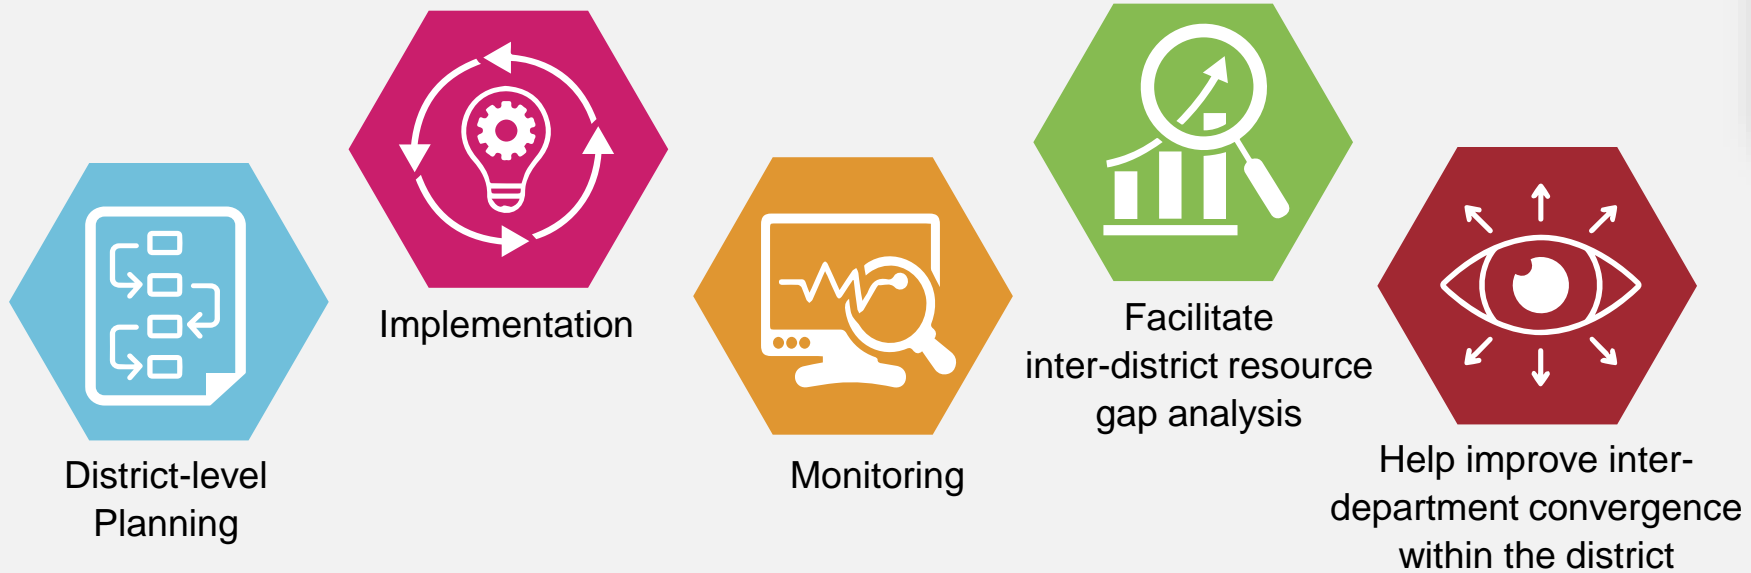 District-level
Planning
Implementation
Monitoring
Facilitate
inter-district resource
gap analysis
Help improve inter-
department convergence
within the district